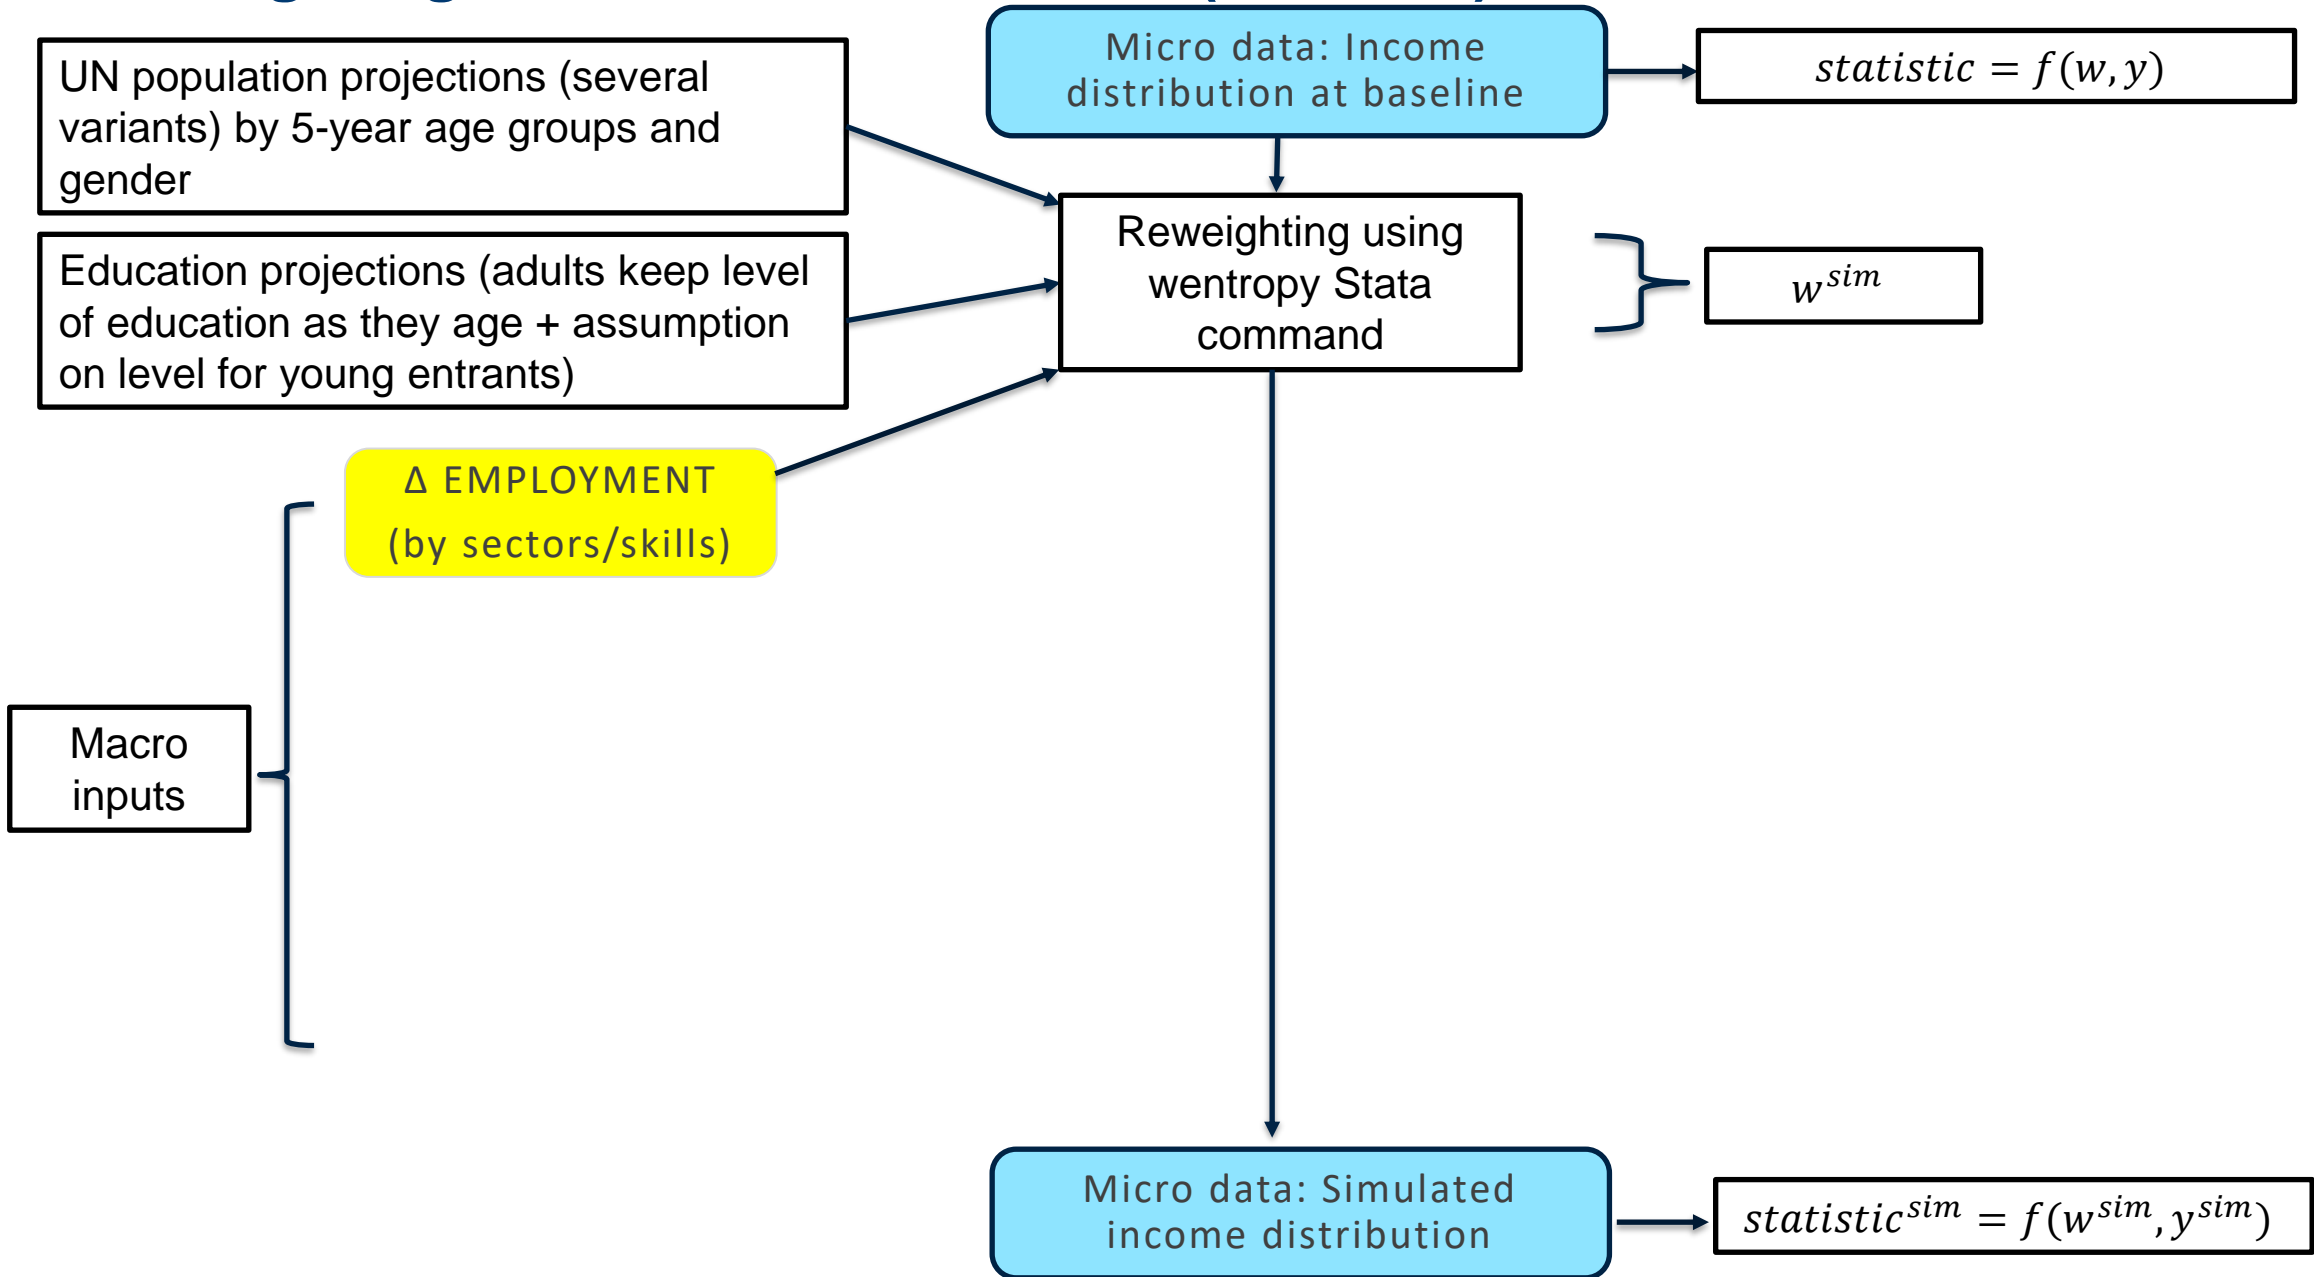 Micro data: Income
distribution at baseline
statistic = f(w, y)
UN population projections (several
variants) by 5-year age groups and
gender
Reweighting using
wentropy Stata
command
w^sim
Education projections (adults keep level
of education as they age + assumption
on level for young entrants)
Δ EMPLOYMENT
(by sectors/skills)
Macro
inputs
Micro data: Simulated
income distribution
statistic^sim = f(w^sim, y^sim)